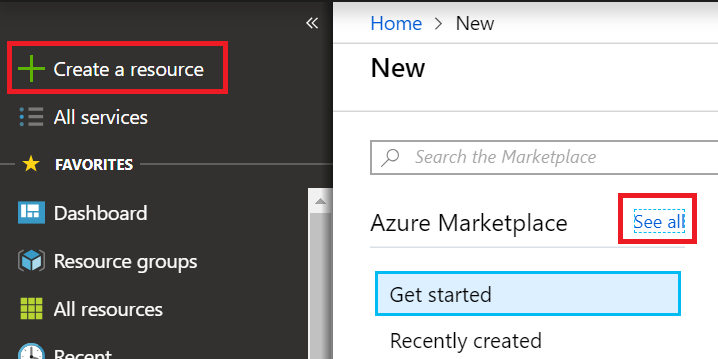 «
Create a resource
All services
FAVORITES
Dashboard
Resource groups
All resources
Recent
Home > New
New
Search the Marketplace
Azure Marketplace See all
Get started
Recently created